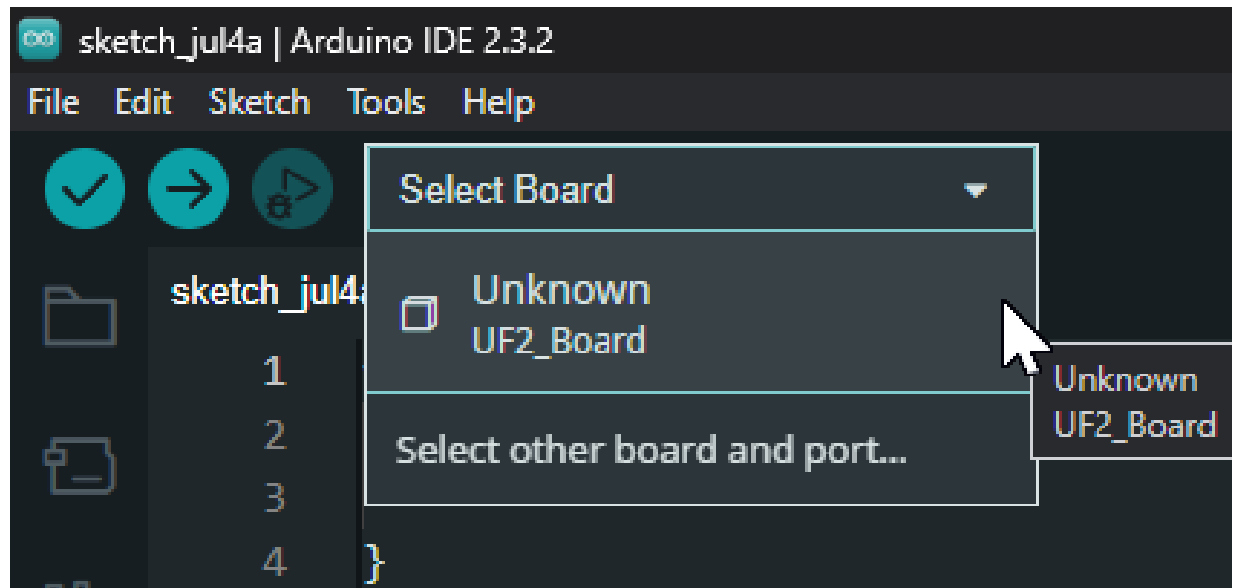 sketch_jul4a | Arduino IDE 2.3.2
File Edit Sketch Tools Help
Select Board
sketch_jul4
Unknown
UF2_Board
Unknown
UF2_Board
Select other board and port...
1
2
3
4 }